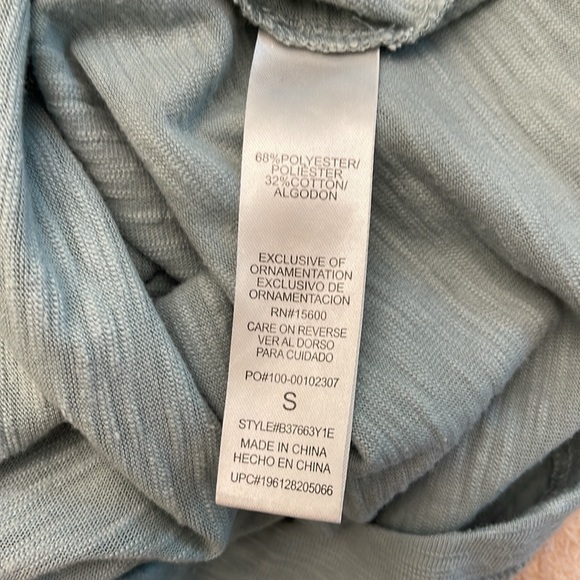 68%POLYESTER/
POLIÉSTER
32%COTTON/
ALGODON
EXCLUSIVE OF
ORNAMENTATION
EXCLUSIVO DE
ORNAMENTACION
RN#15600
CARE ON REVERSE
VER AL DORSO
PARA CUIDADO
PO#100-00102307
S
STYLE#B37663Y1E
MADE IN CHINA
HECHO EN CHINA
UPC#196128205066